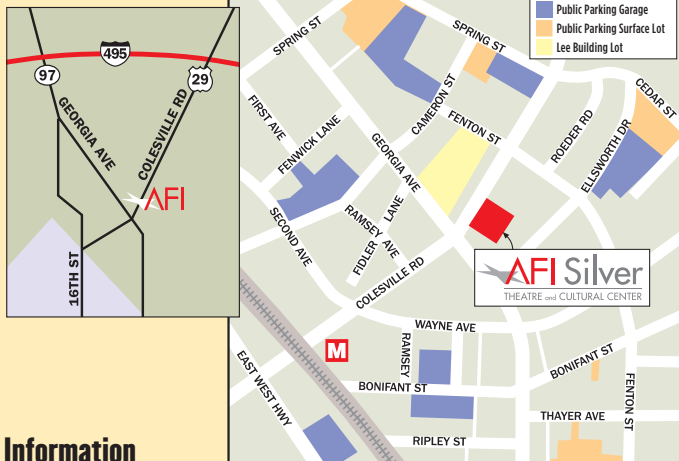 495
97
29
GEORGIA AVE
COLESVILLE RD
AFI
16TH ST
Information
Public Parking Garage
Public Parking Surface Lot
Lee Building Lot
SPRING ST
SPRING ST
CEDAR ST
FIRST AVE
CAMERON ST
FENTON ST
ROEDER RD
FENWICK LANE
GEORGIA AVE
ELLSWORTH DR
SECOND AVE
RAMSEY AVE
FIDLER LANE
COLESVILLE RD
AFI Silver
THEATRE and CULTURAL CENTER
WAYNE AVE
M
RAMSEY
BONIFANT ST
EAST WEST HWY
BONIFANT ST
FENTON ST
THAYER AVE
RIPLEY ST